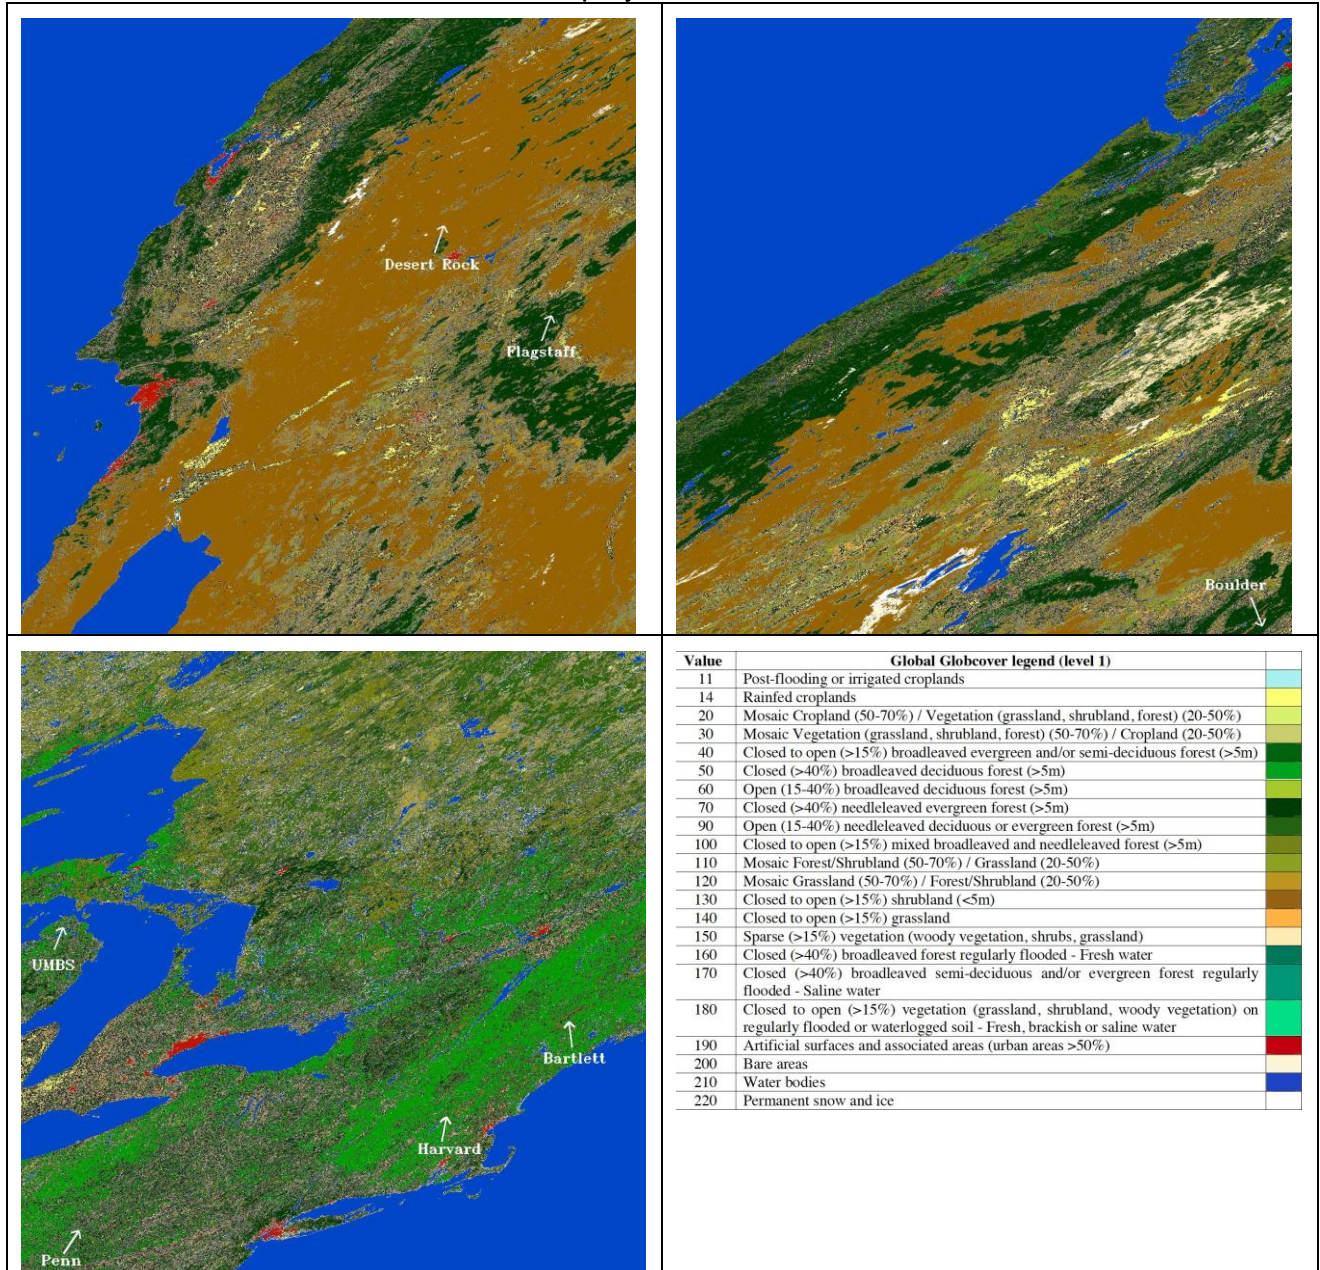 Desert Rock
Flagstaff
Boulder
UMBS
Bartlett
Harvard
Penn
Value Global Globcover legend (level 1)
11 Post-flooding or irrigated croplands
14 Rainfed croplands
20 Mosaic Cropland (50-70%) / Vegetation (grassland, shrubland, forest) (20-50%)
30 Mosaic Vegetation (grassland, shrubland, forest) (50-70%) / Cropland (20-50%)
40 Closed to open (>15%) broadleaved evergreen and/or semi-deciduous forest (>5m)
50 Closed (>40%) broadleaved deciduous forest (>5m)
60 Open (15-40%) broadleaved deciduous forest (>5m)
70 Closed (>40%) needleleaved evergreen forest (>5m)
90 Open (15-40%) needleleaved deciduous or evergreen forest (>5m)
100 Closed to open (>15%) mixed broadleaved and needleleaved forest (>5m)
110 Mosaic Forest/Shrubland (50-70%) / Grassland (20-50%)
120 Mosaic Grassland (50-70%) / Forest/Shrubland (20-50%)
130 Closed to open (>15%) shrubland (<5m)
140 Closed to open (>15%) grassland
150 Sparse (>15%) vegetation (woody vegetation, shrubs, grassland)
160 Closed (>40%) broadleaved forest regularly flooded - Fresh water
170 Closed (>40%) broadleaved semi-deciduous and/or evergreen forest regularly
flooded - Saline water
180 Closed to open (>15%) vegetation (grassland, shrubland, woody vegetation) on
regularly flooded or waterlogged soil - Fresh, brackish or saline water
190 Artificial surfaces and associated areas (urban areas >50%)
200 Bare areas
210 Water bodies
220 Permanent snow and ice